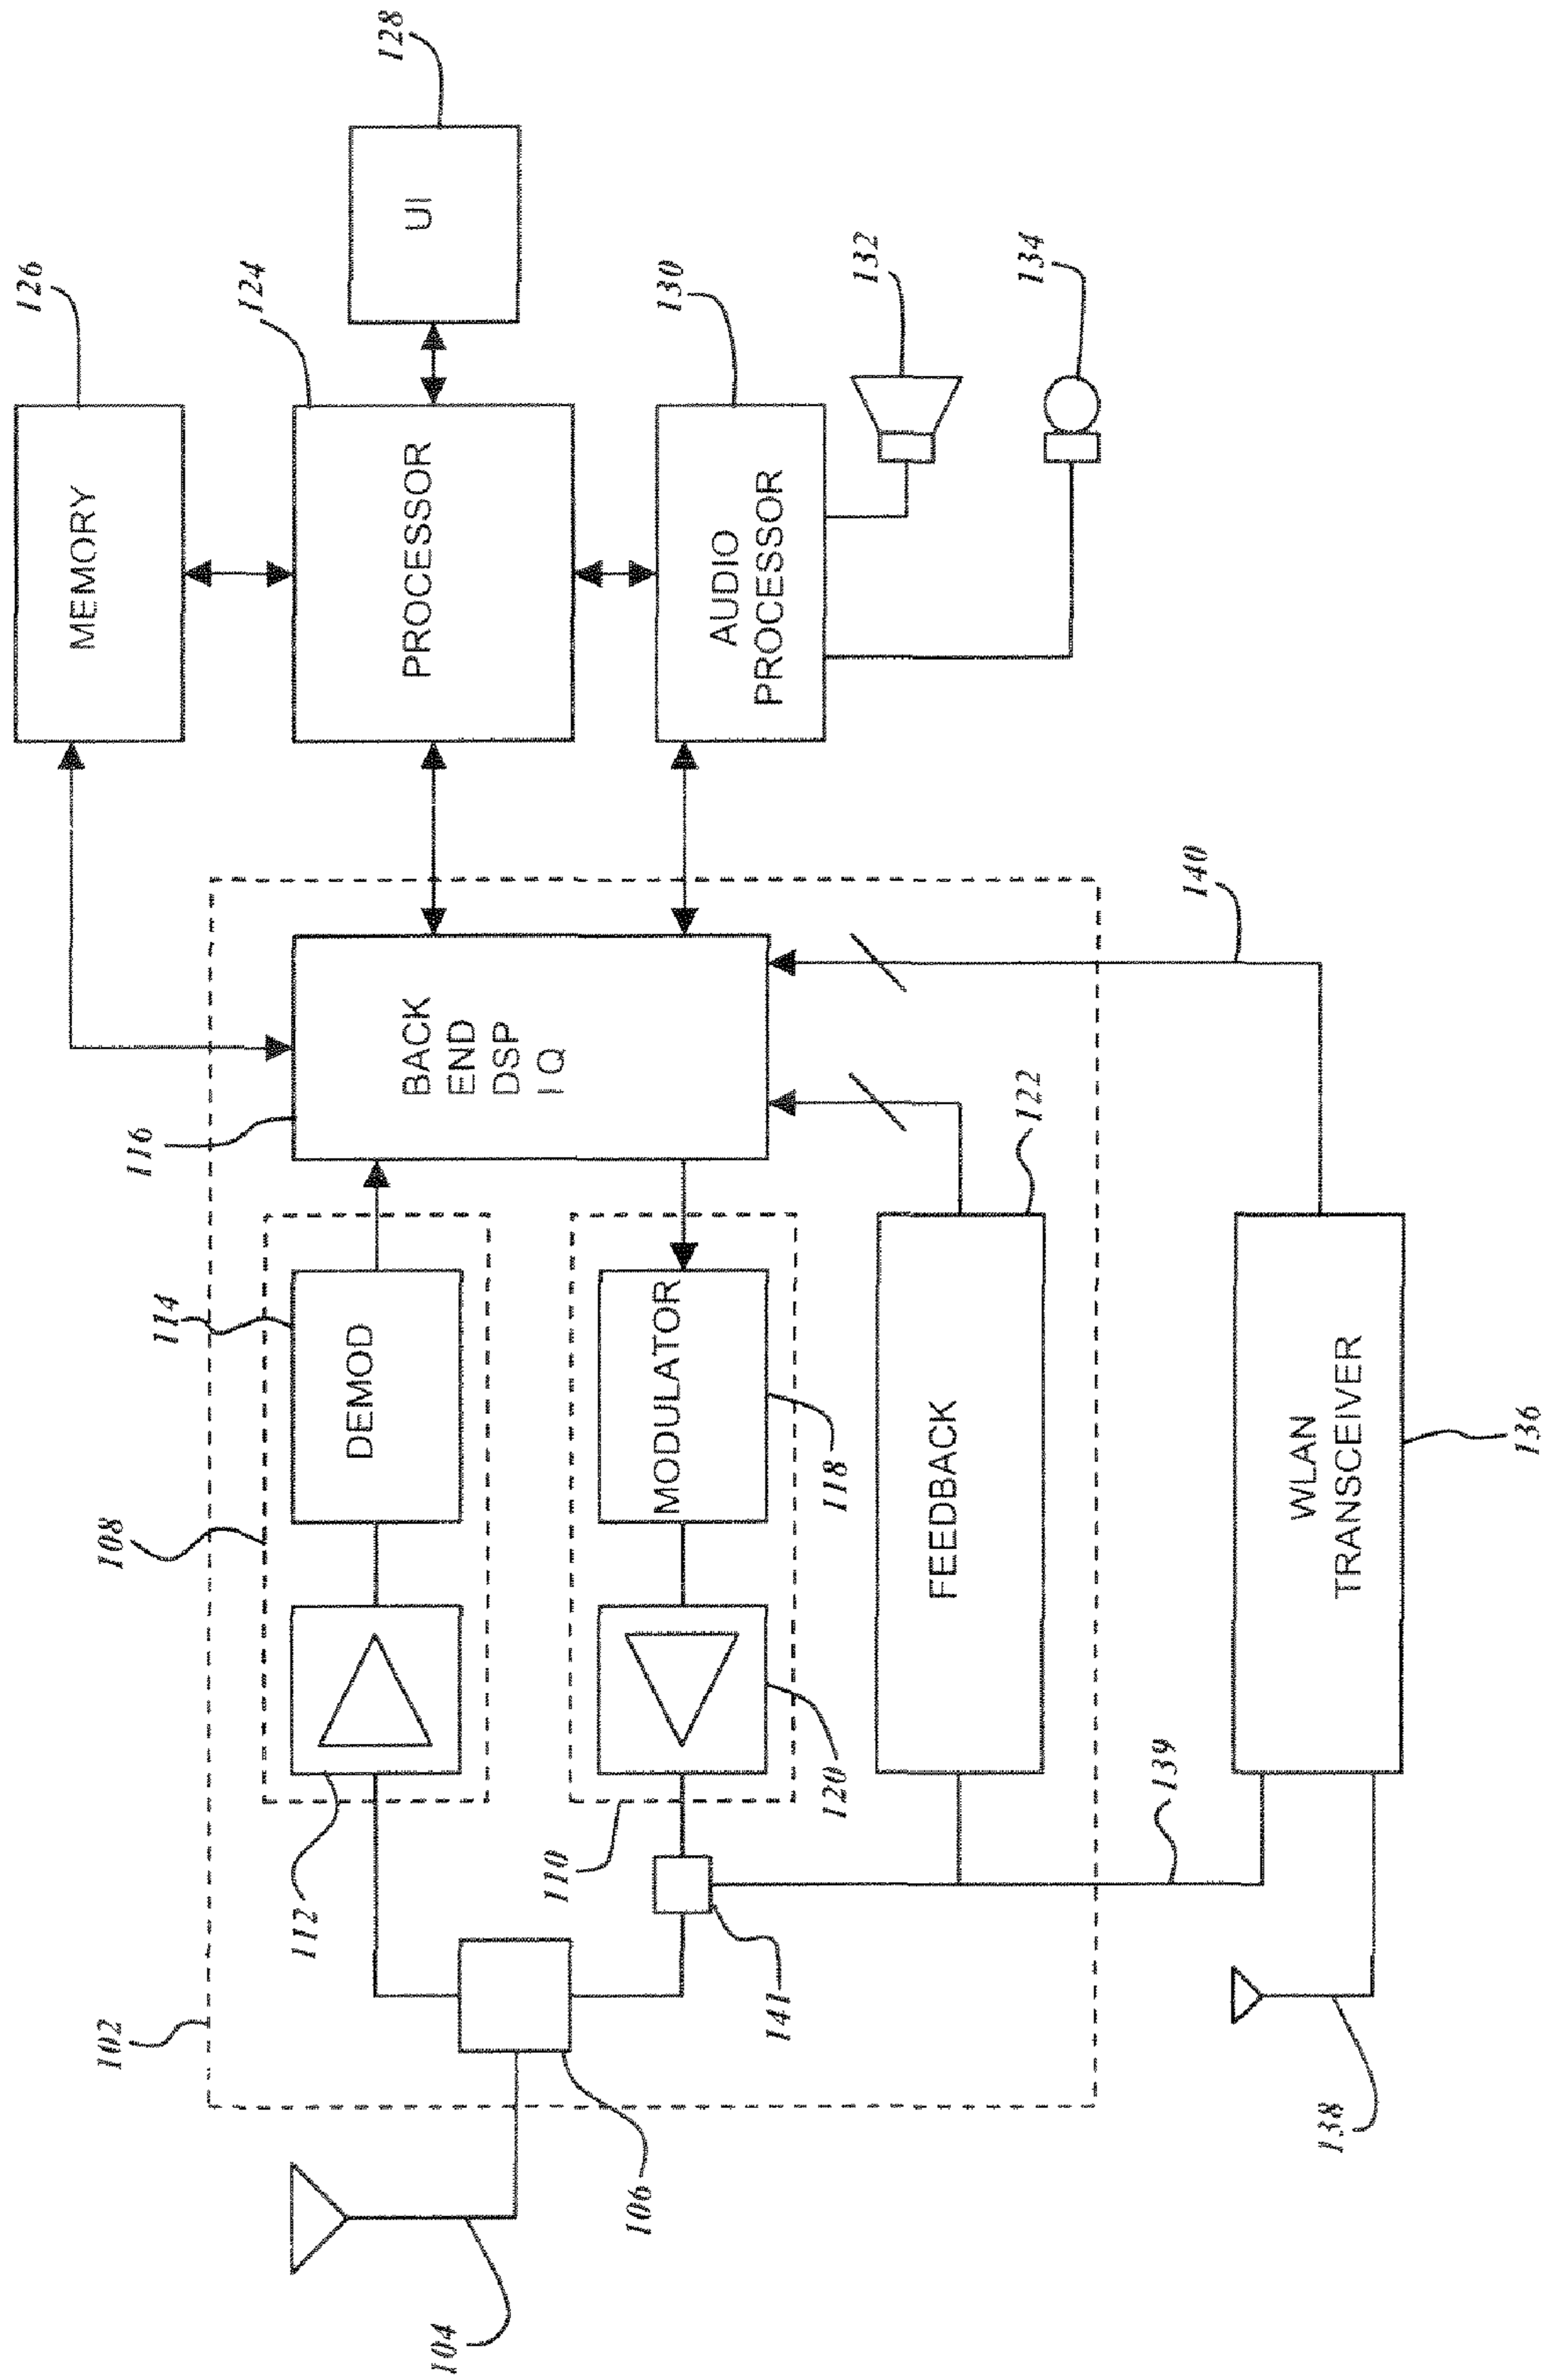 126
MEMORY
124
PROCESSOR
128
UI
130
AUDIO
PROCESSOR
132
134
102
116
BACK
END
DSP
I Q
108
114
DEMOD
112
110
MODULATOR
118
120
106
141
104
122
FEEDBACK
140
139
WLAN
TRANSCEIVER
136
138